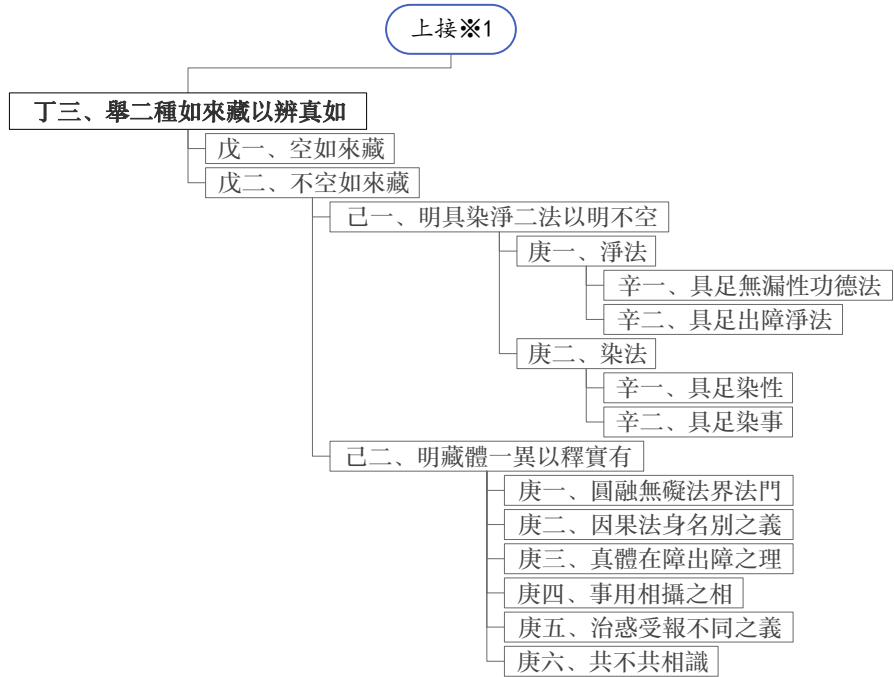 上接※1
丁三、舉二種如來藏以辨真如
戊一、空如來藏
戊二、不空如來藏
己一、明具染淨二法以明不空
庚一、淨法
辛一、具足無漏性功德法
辛二、具足出障淨法
庚二、染法
辛一、具足染性
辛二、具足染事
己二、明藏體一異以釋實有
庚一、圓融無礙法界法門
庚二、因果法身名別之義
庚三、真體在障出障之理
庚四、事用相攝之相
庚五、治惑受報不同之義
庚六、共不共相識